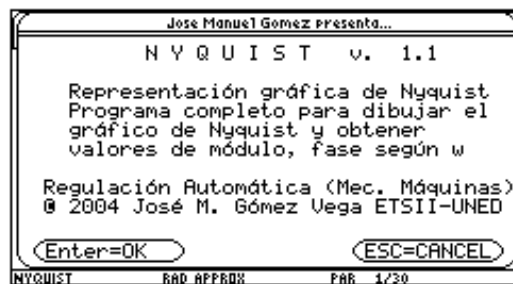 Jose Manuel Gomez presenta...
N Y Q U I S T v. 1.1
Representación gráfica de Nyquist
Programa completo para dibujar el
gráfico de Nyquist y obtener
valores de módulo, fase según w
Regulación Automática (Mec. Máquinas)
@ 2004 José M. Gómez Vega ETSII-UNED
Enter=OK ESC=CANCEL
NYQUIST RAD APPROX PAR 1/30